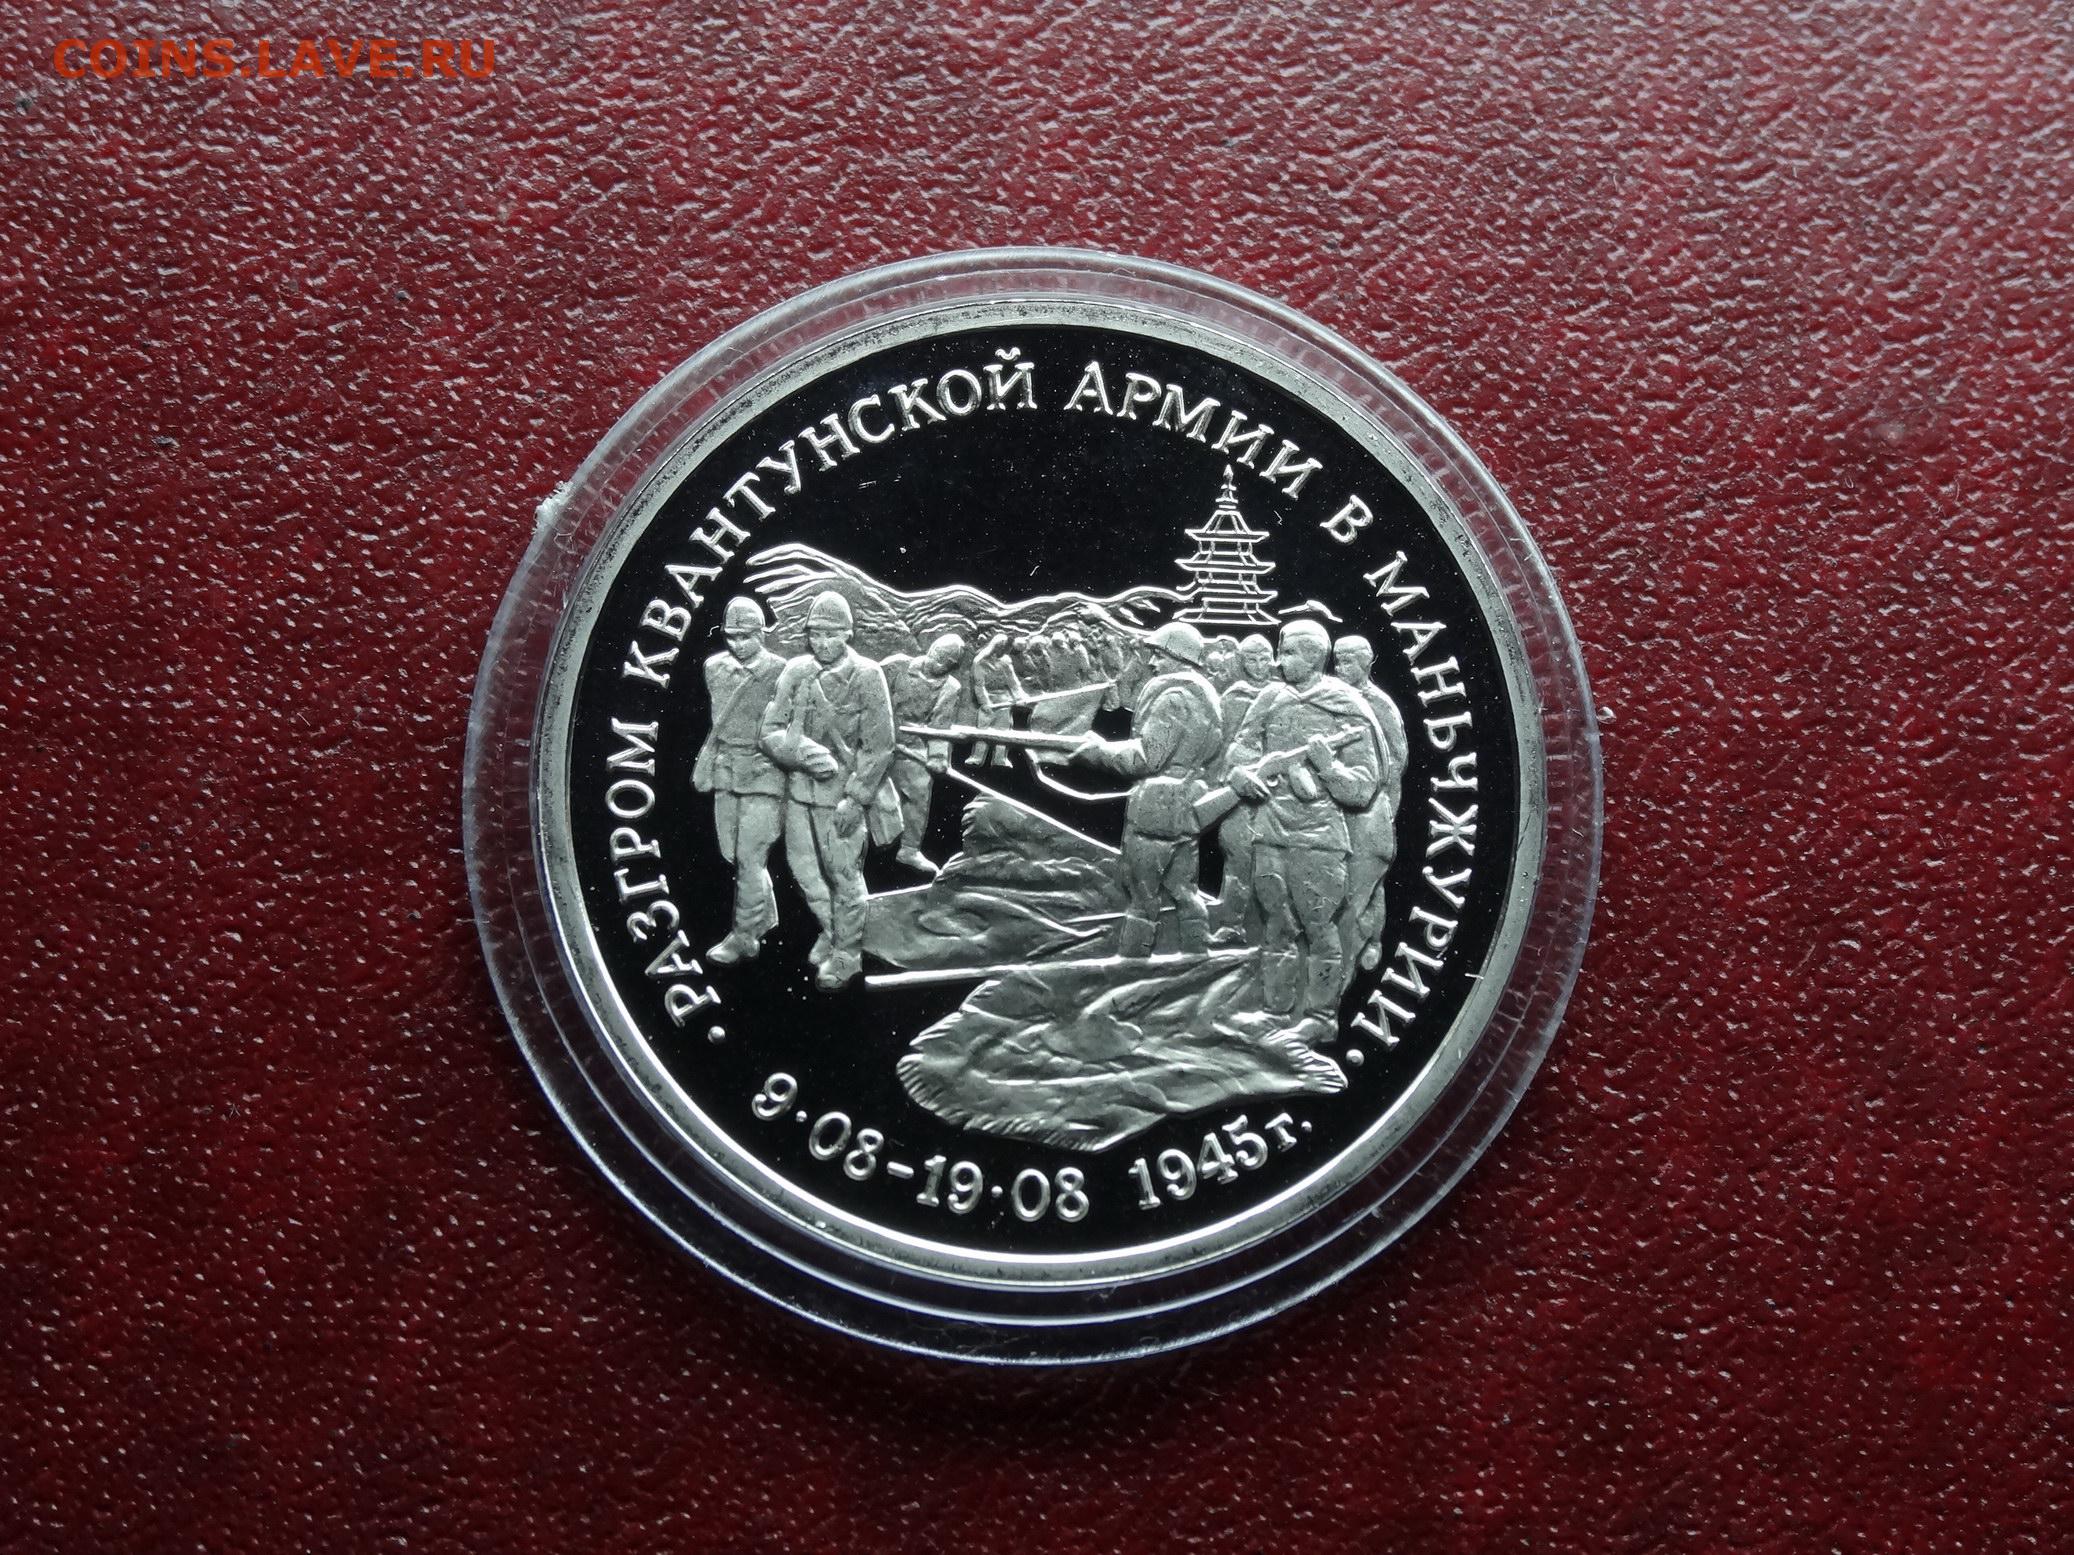 COINS.LAVE.RU
· РАЗГРОМ КВАНТУНСКОЙ АРМИИ В МАНЬЧЖУРИИ ·
9·08–19·08 1945г.